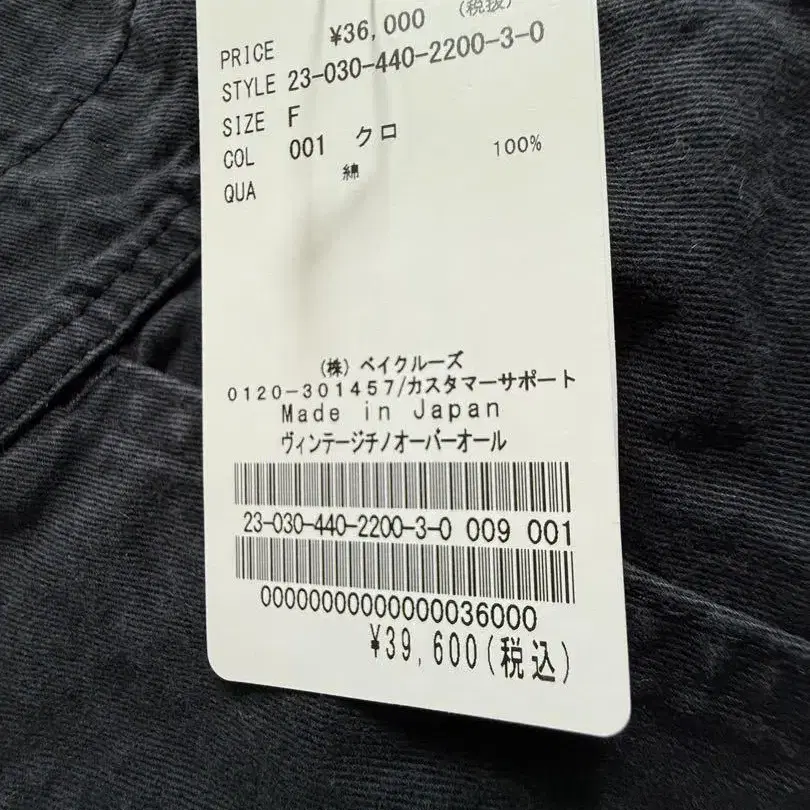 PRICE ¥36,000 (税抜)
STYLE 23-030-440-2200-3-0
SIZE F
COL 001 クロ
QUA 綿 100%
(株) ベイクルーズ
0120-301457/カスタマーサポート
Made in Japan
ヴィンテージチノオーバーオール
23-030-440-2200-3-0 009 001
000000000000000036000
¥39,600(税込)